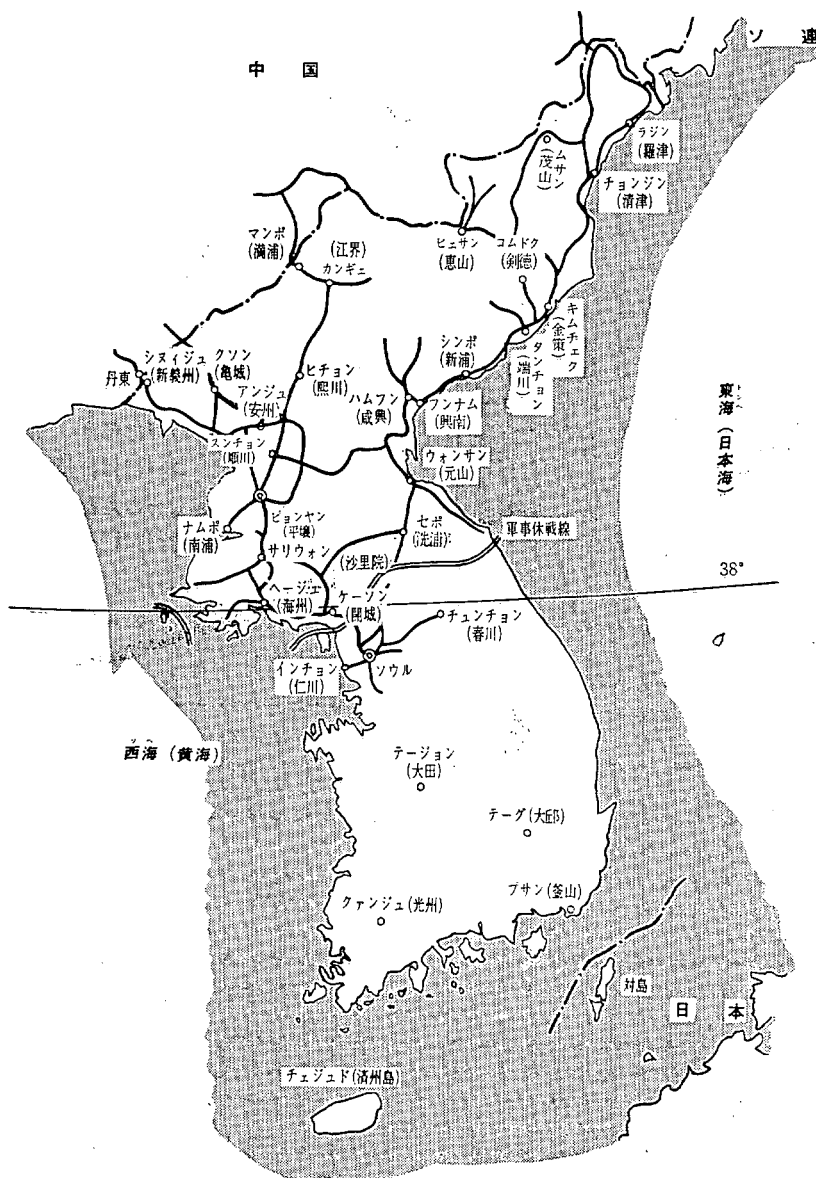 ソ 連
中 国
ラジン
(羅津)
ムサン
(茂山)
チョンジン
(清津)
マンポ
(満浦)
(江界)
カンギェ
ヒェサン
(恵山)
コムドク
(剣徳)
キムチェク
(金策)
タンチョン
(端川)
シンポ
(新浦)
シヌィジュ
(新義州)
クソン
(亀城)
丹東
アンジュ
(安州)
ヒチョン
(熙川)
ハムフン
(咸興)
フンナム
(興南)
トンヘ
東海(日本海)
スンチョン
(順川)
ウォンサン
(元山)
ナムポ
(南浦)
ピョンヤン
(平壌)
セポ
(洗浦)
軍事休戦線
サリウォン
(沙里院)
38°
ヘージュ
(海州)
ケーソン
(開城)
チュンチョン
(春川)
インチョン
(仁川)
ソウル
西海(黄海)
テージョン
(大田)
テーグ(大邱)
クァンジュ(光州)
プサン(釜山)
対島
日 本
チェジュド(済州島)